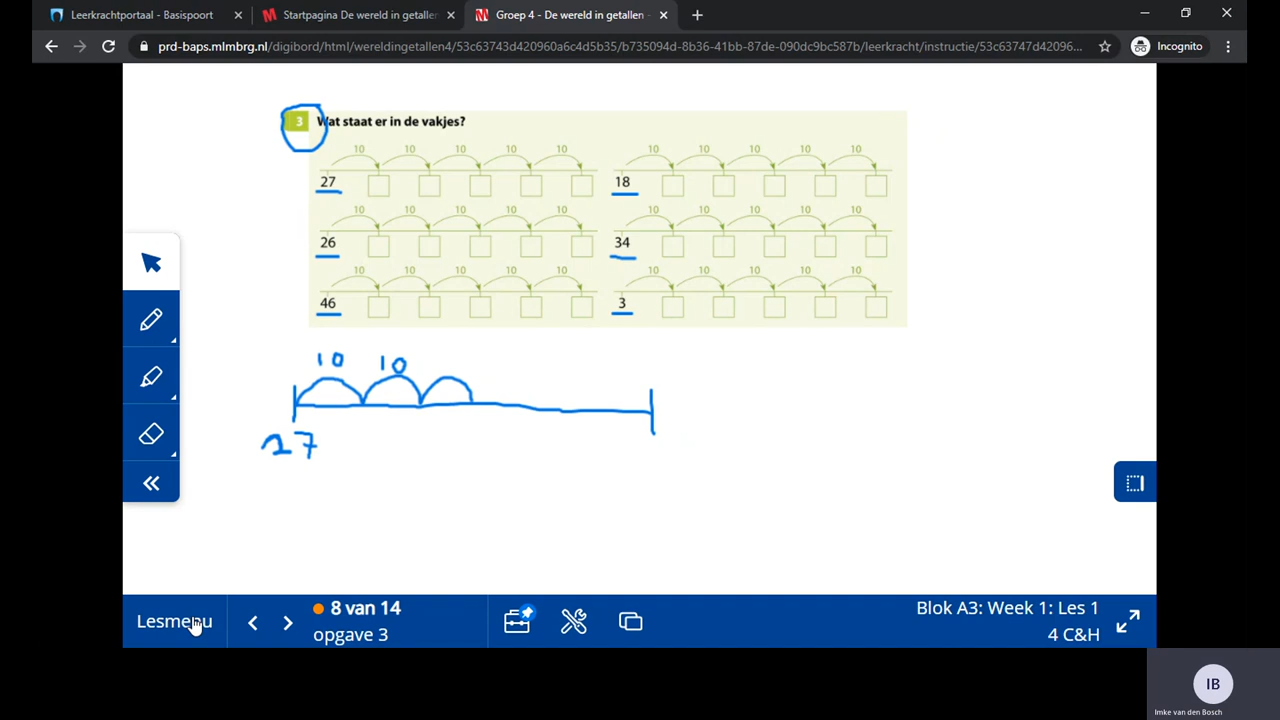 Leerkrachtportaal - Basispoort
Startpagina De wereld in getallen
Groep 4 - De wereld in getallen -
prd-baps.mlmbrg.nl/digibord/html/wereldingetallen4/53c63743d420960a6c4d5b35/b735094d-8b36-41bb-87de-090dc9bc587b/leerkracht/instructie/53c63747d42096...
Incognito
3 Wat staat er in de vakjes?
10 10 10 10 10
27
10 10 10 10 10
18
10 10 10 10 10
26
10 10 10 10 10
34
10 10 10 10 10
46
10 10 10 10 10
3
10 10
27
Lesmenu
8 van 14
opgave 3
Blok A3: Week 1: Les 1
4 C&H
IB
Imke van den Bosch